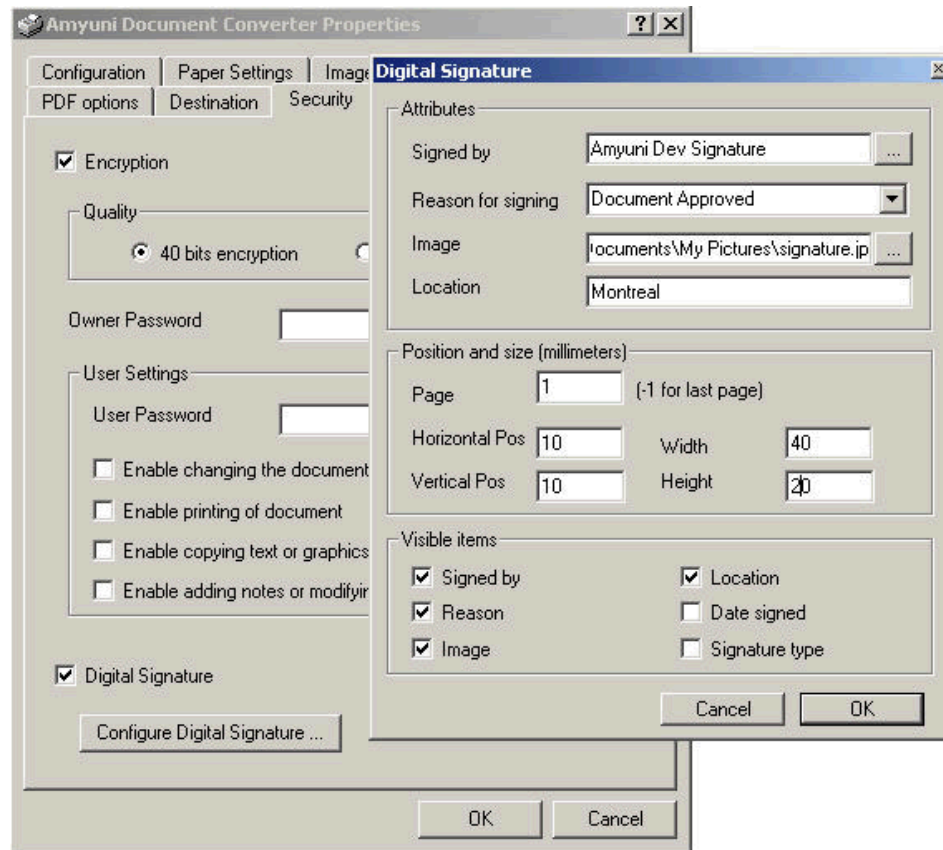 Amyuni Document Converter Properties
Configuration
Paper Settings
Image
PDF options
Destination
Security
Encryption
Quality
40 bits encryption
Owner Password
User Settings
User Password
Enable changing the document
Enable printing of document
Enable copying text or graphics
Enable adding notes or modifyin
Digital Signature
Configure Digital Signature ...
OK
Cancel
Digital Signature
Attributes
Signed by
Amyuni Dev Signature
...
Reason for signing
Document Approved
Image
ocuments\My Pictures\signature.jp
...
Location
Montreal
Position and size (millimeters)
Page
1
(-1 for last page)
Horizontal Pos
10
Width
40
Vertical Pos
10
Height
20
Visible items
Signed by
Location
Reason
Date signed
Image
Signature type
Cancel
OK